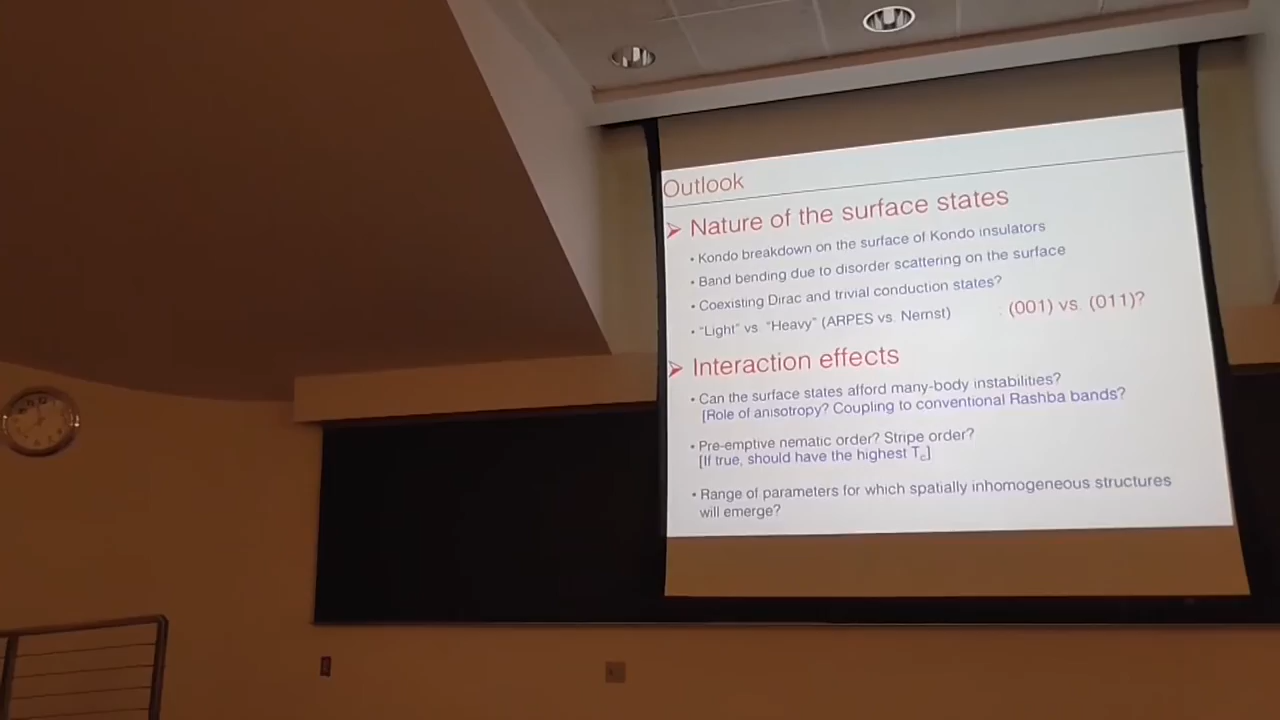 Outlook
➢ Nature of the surface states
• Kondo breakdown on the surface of Kondo insulators
• Band bending due to disorder scattering on the surface
• Coexisting Dirac and trivial conduction states?
• "Light" vs. "Heavy" (ARPES vs. Nernst)
(001) vs. (011)?
➢ Interaction effects
• Can the surface states afford many-body instabilities?
[Role of anisotropy? Coupling to conventional Rashba bands?
• Pre-emptive nematic order? Stripe order?
[If true, should have the highest Tc]
• Range of parameters for which spatially inhomogeneous structures
will emerge?